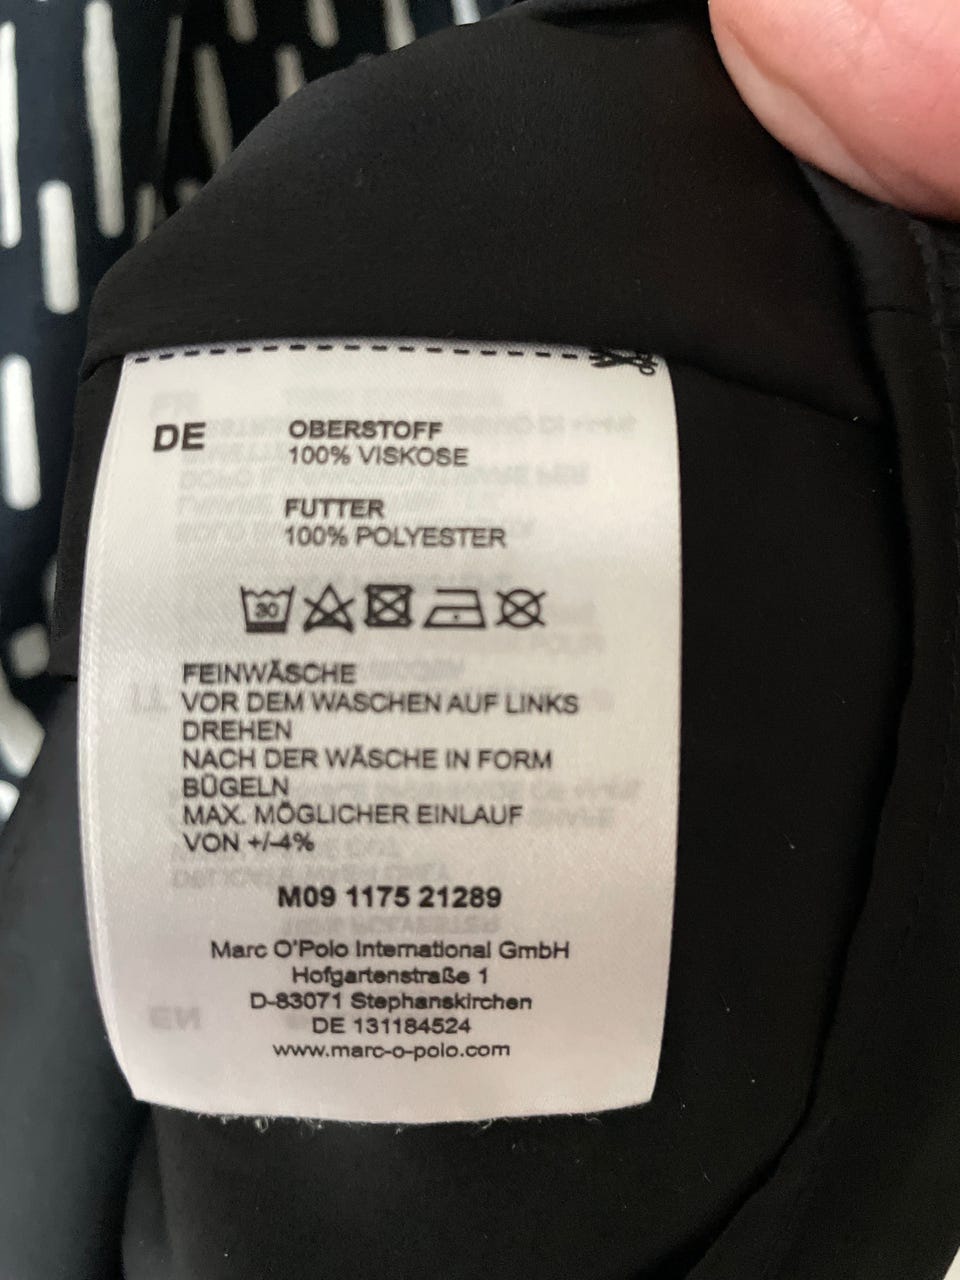 DE
OBERSTOFF
100% VISKOSE
FUTTER
100% POLYESTER
30
FEINWÄSCHE
VOR DEM WASCHEN AUF LINKS
DREHEN
NACH DER WÄSCHE IN FORM
BÜGELN
MAX. MÖGLICHER EINLAUF
VON +/-4%
M09 1175 21289
Marc O'Polo International GmbH
Hofgartenstraße 1
D-83071 Stephanskirchen
DE 131184524
www.marc-o-polo.com